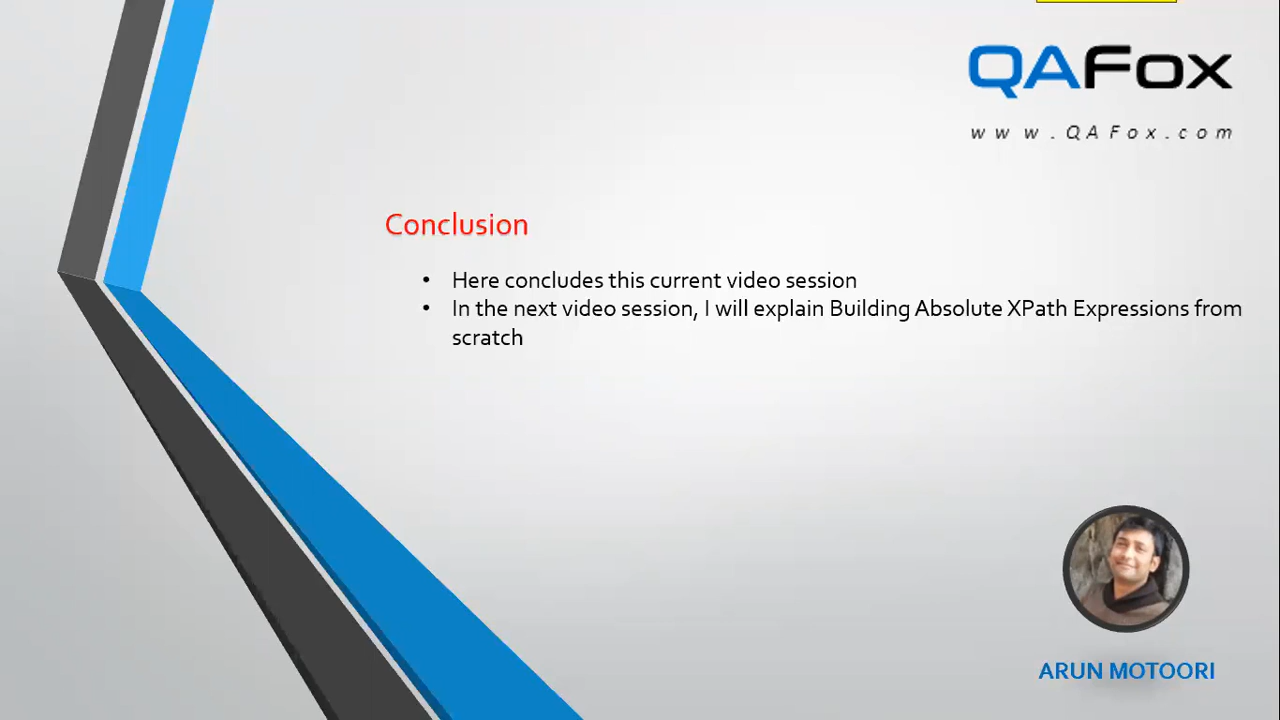 QAFox
www.QAFox.com
Conclusion
• Here concludes this current video session
• In the next video session, I will explain Building Absolute XPath Expressions from
scratch
ARUN MOTOORI